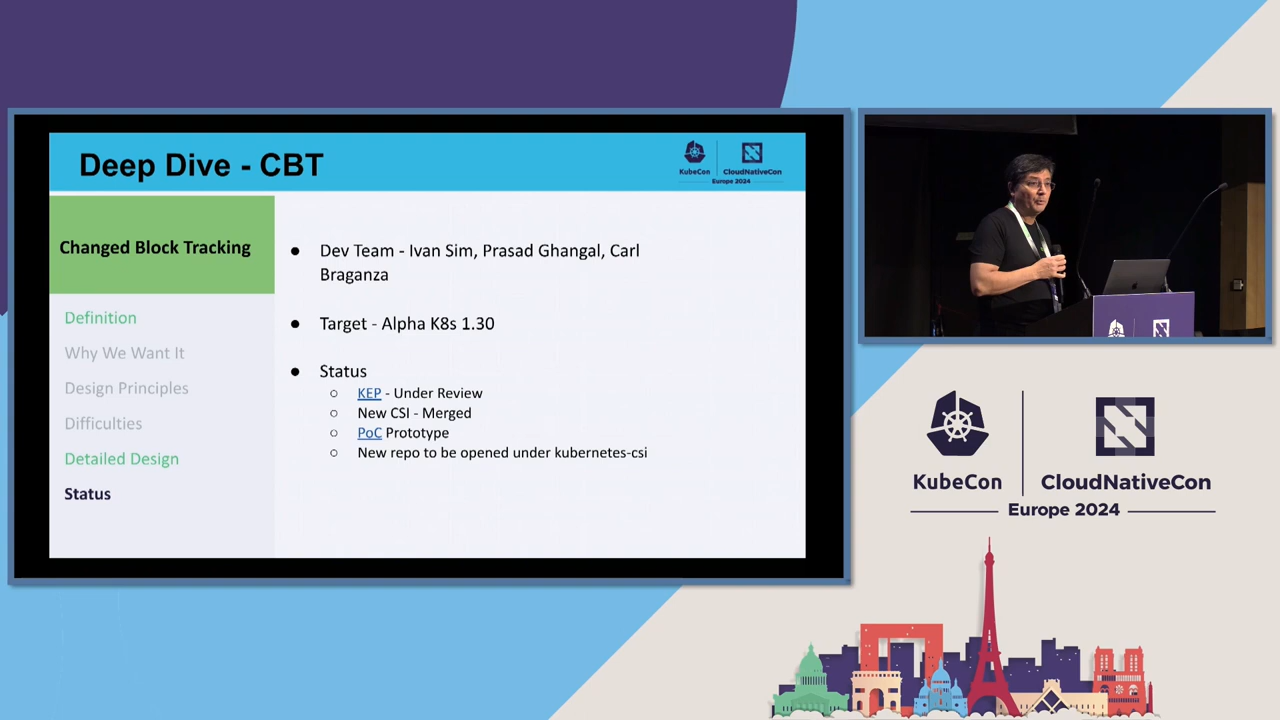 Deep Dive - CBT
KubeCon
CloudNativeCon
Europe 2024
Changed Block Tracking
Definition
Why We Want It
Design Principles
Difficulties
Detailed Design
Status
● Dev Team - Ivan Sim, Prasad Ghangal, Carl
Braganza
● Target - Alpha K8s 1.30
● Status
○ KEP - Under Review
○ New CSI - Merged
○ PoC Prototype
○ New repo to be opened under kubernetes-csi
KubeCon
CloudNativeCon
Europe 2024